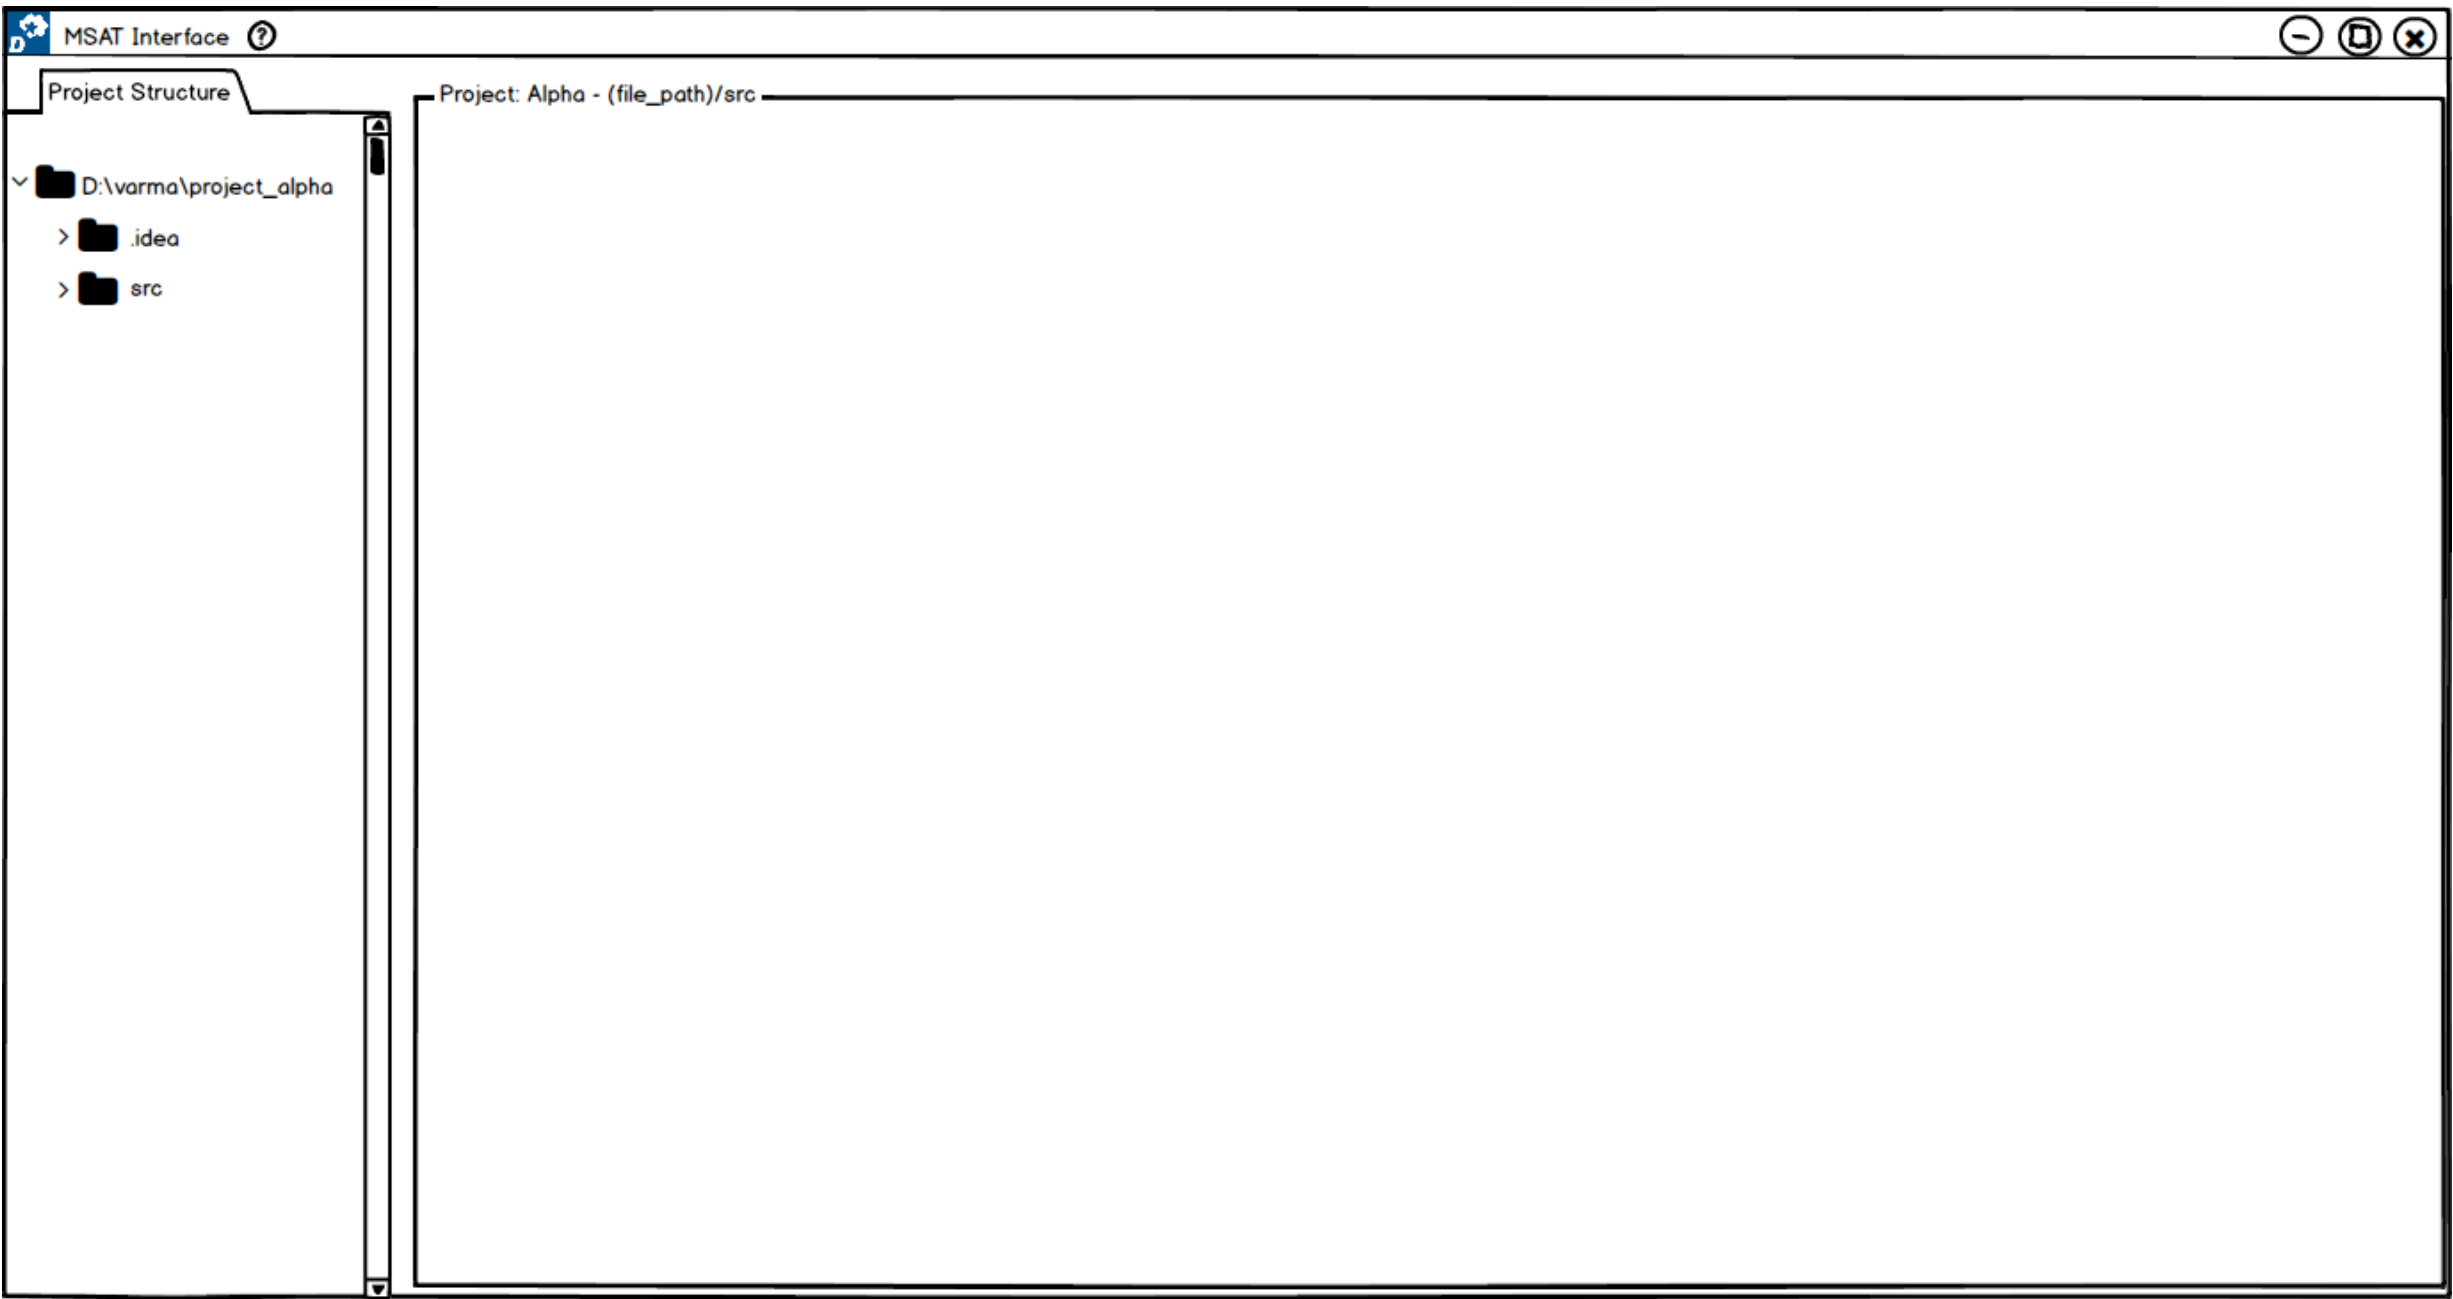 D
MSAT Interface ?
Project Structure
Project: Alpha - (file_path)/src
D:\varma\project_alpha
.idea
src